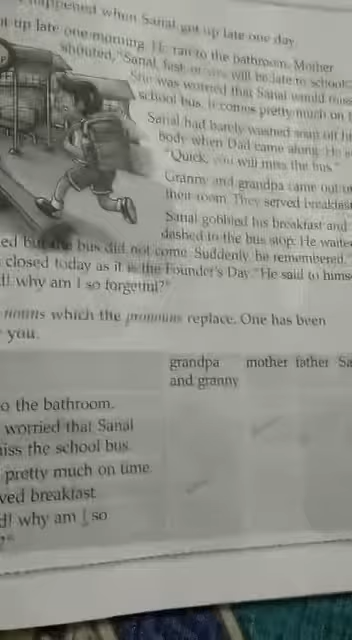 happened when Sanal got up late one day
up late one morning. He ran to the bathroom. Mother
shouted, "Sanal, fast or you will be late to school."
She was worried that Sanal would miss
school bus. It comes pretty much on
Sanal had barely washed soap off
body when Dad came along. He
"Quick, you will miss the bus."
Granny and grandpa came out
their room. They served breakfast
Sanal gobbled his breakfast and
dashed to the bus stop. He waited
ed but the bus did not come. Suddenly, he remembered.
closed today as it is the Founder's Day." He said to
d! why am I so forgetful?"
nouns which the pronouns replace. One has been
you.
grandpa mother father Sa
and granny
o the bathroom.
worried that Sanal
iss the school bus.
pretty much on time.
ved breakfast.
d! why am I so
?"